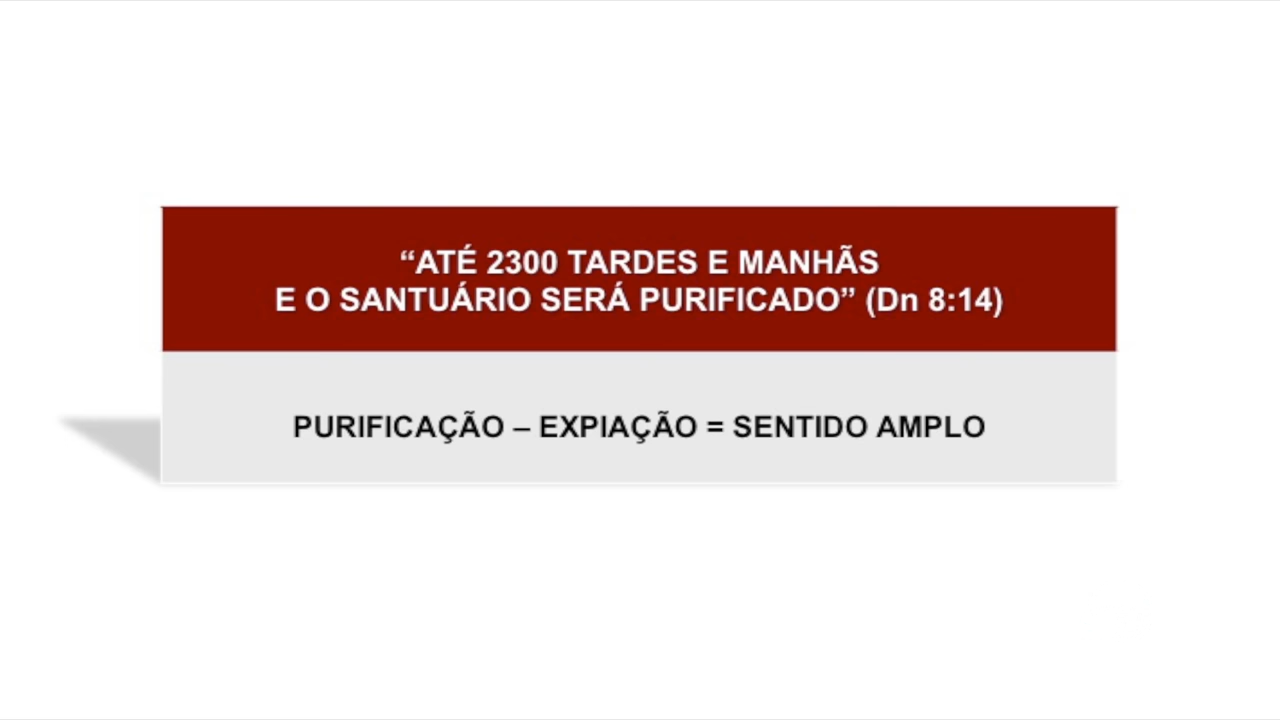 “ATÉ 2300 TARDES E MANHÃS
E O SANTUÁRIO SERÁ PURIFICADO” (Dn 8:14)
PURIFICAÇÃO – EXPIAÇÃO = SENTIDO AMPLO